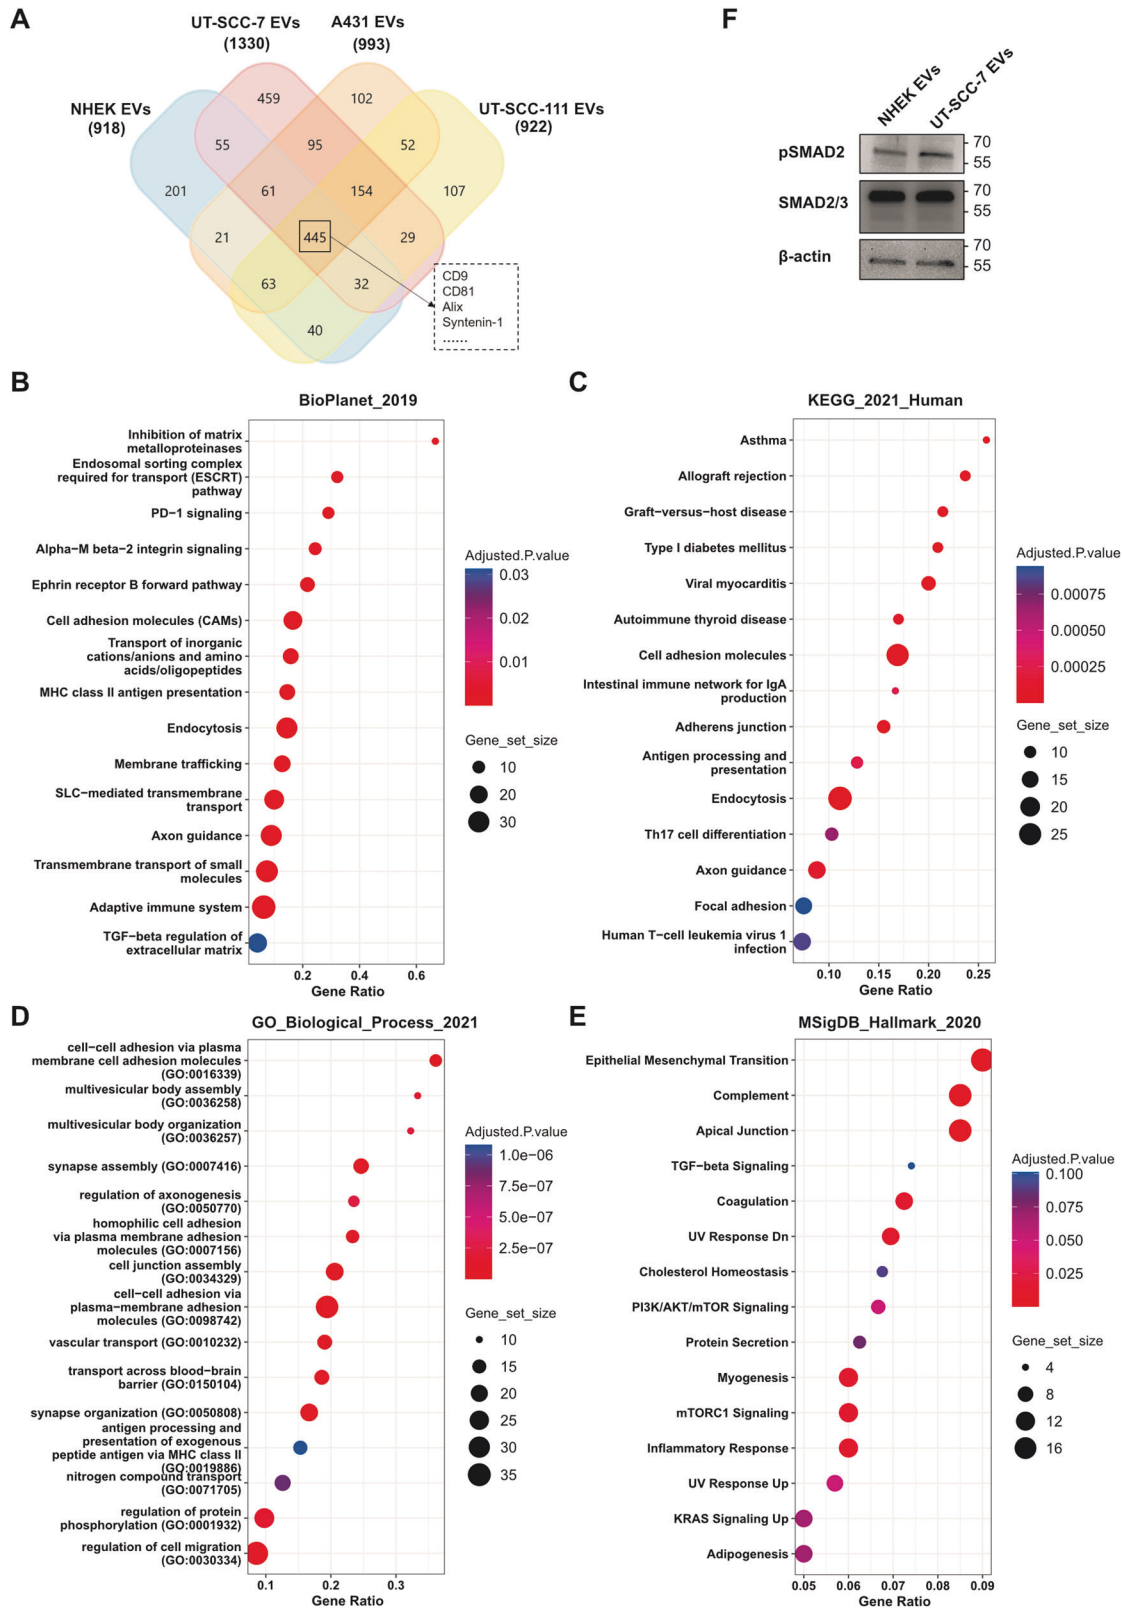 A
UT-SCC-7 EVs
(1330)
A431 EVs
(993)
NHEK EVs
(918)
UT-SCC-111 EVs
(922)
459
102
55
95
52
201
61
154
107
21
445
29
63
32
40
CD9
CD81
Alix
Syntenin-1
......
F
NHEK EVs
UT-SCC-7 EVs
pSMAD2
70
55
SMAD2/3
70
55
β-actin
70
55
B
BioPlanet_2019
Inhibition of matrix
metalloproteinases
Endosomal sorting complex
required for transport (ESCRT)
pathway
PD−1 signaling
Alpha−M beta−2 integrin signaling
Ephrin receptor B forward pathway
Cell adhesion molecules (CAMs)
Transport of inorganic
cations/anions and amino
acids/oligopeptides
MHC class II antigen presentation
Endocytosis
Membrane trafficking
SLC−mediated transmembrane
transport
Axon guidance
Transmembrane transport of small
molecules
Adaptive immune system
TGF−beta regulation of
extracellular matrix
0.2 0.4 0.6
Gene Ratio
Adjusted.P.value
0.03
0.02
0.01
Gene_set_size
10
20
30
C
KEGG_2021_Human
Asthma
Allograft rejection
Graft−versus−host disease
Type I diabetes mellitus
Viral myocarditis
Autoimmune thyroid disease
Cell adhesion molecules
Intestinal immune network for IgA
production
Adherens junction
Antigen processing and
presentation
Endocytosis
Th17 cell differentiation
Axon guidance
Focal adhesion
Human T−cell leukemia virus 1
infection
0.10 0.15 0.20 0.25
Gene Ratio
Adjusted.P.value
0.00075
0.00050
0.00025
Gene_set_size
10
15
20
25
D
GO_Biological_Process_2021
cell−cell adhesion via plasma
membrane cell adhesion molecules
(GO:0016339)
multivesicular body assembly
(GO:0036258)
multivesicular body organization
(GO:0036257)
synapse assembly (GO:0007416)
regulation of axonogenesis
(GO:0050770)
homophilic cell adhesion
via plasma membrane adhesion
molecules (GO:0007156)
cell junction assembly
(GO:0034329)
cell−cell adhesion via
plasma−membrane adhesion
molecules (GO:0098742)
vascular transport (GO:0010232)
transport across blood−brain
barrier (GO:0150104)
synapse organization (GO:0050808)
antigen processing and
presentation of exogenous
peptide antigen via MHC class II
(GO:0019886)
nitrogen compound transport
(GO:0071705)
regulation of protein
phosphorylation (GO:0001932)
regulation of cell migration
(GO:0030334)
0.1 0.2 0.3
Gene Ratio
Adjusted.P.value
1.0e−06
7.5e−07
5.0e−07
2.5e−07
Gene_set_size
10
15
20
25
30
35
E
MSigDB_Hallmark_2020
Epithelial Mesenchymal Transition
Complement
Apical Junction
TGF−beta Signaling
Coagulation
UV Response Dn
Cholesterol Homeostasis
PI3K/AKT/mTOR Signaling
Protein Secretion
Myogenesis
mTORC1 Signaling
Inflammatory Response
UV Response Up
KRAS Signaling Up
Adipogenesis
0.05 0.06 0.07 0.08 0.09
Gene Ratio
Adjusted.P.value
0.100
0.075
0.050
0.025
Gene_set_size
4
8
12
16